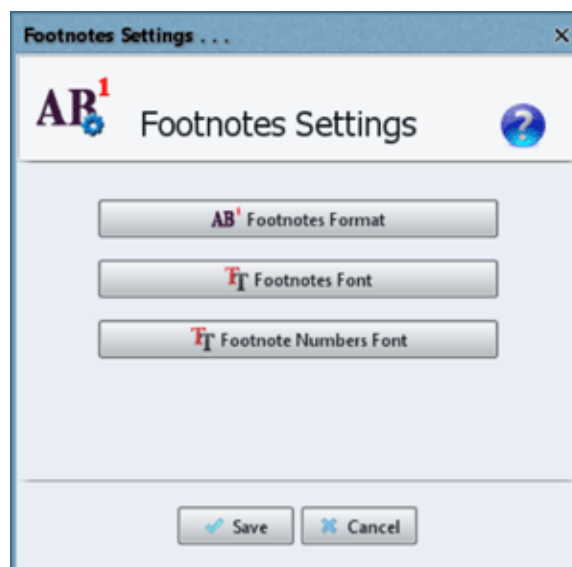 Footnotes Settings . . .
AB1 Footnotes Settings
AB1 Footnotes Format
TT Footnotes Font
TT Footnote Numbers Font
Save Cancel